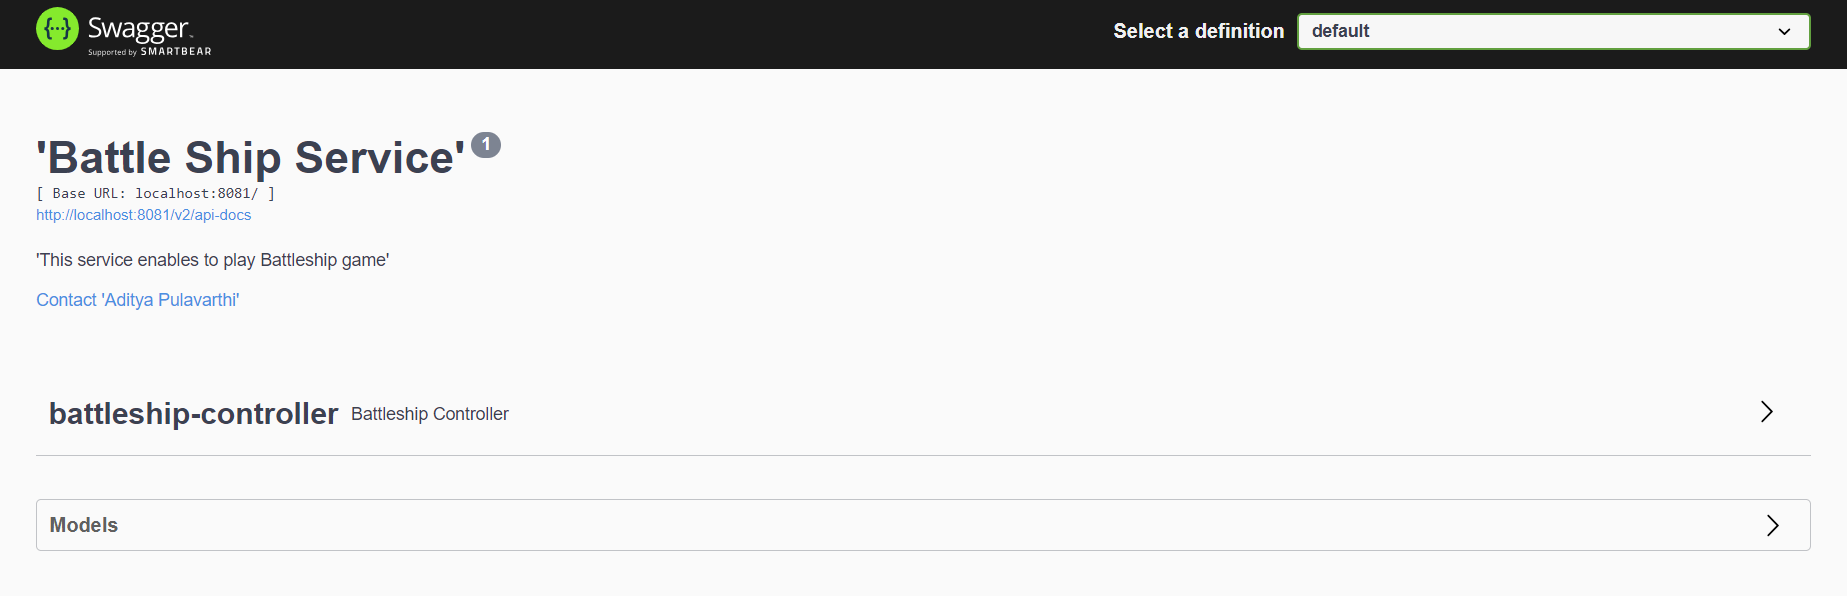 Swagger™
Supported by SMARTBEAR
Select a definition
default
'Battle Ship Service' 1
[ Base URL: localhost:8081/ ]
http://localhost:8081/v2/api-docs
'This service enables to play Battleship game'
Contact 'Aditya Pulavarthi'
battleship-controller Battleship Controller
Models